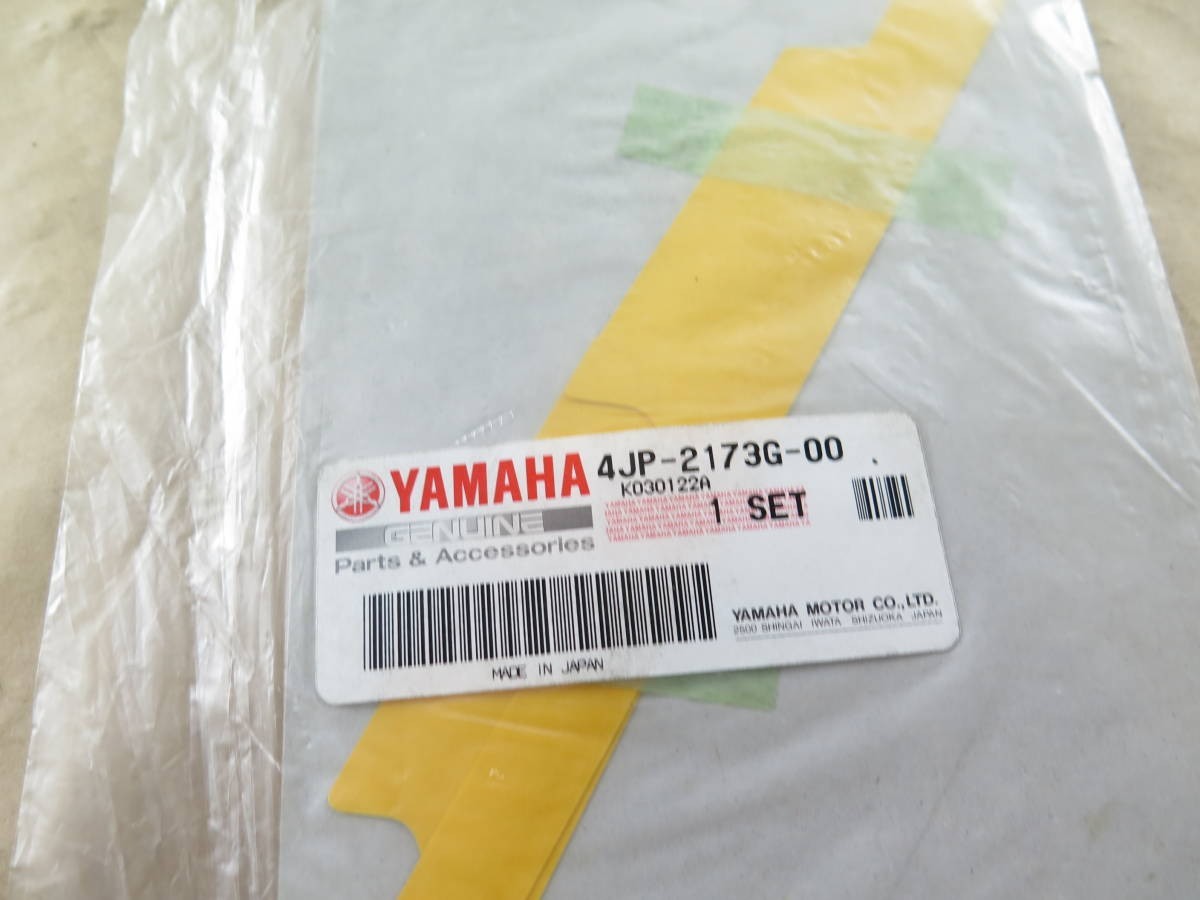 YAMAHA 4JP-2173G-00
K030122A
GENUINE
1 SET
Parts & Accessories
YAMAHA MOTOR CO.,LTD.
2500 SHINGAI IWATA SHIZUOKA JAPAN
MADE IN JAPAN